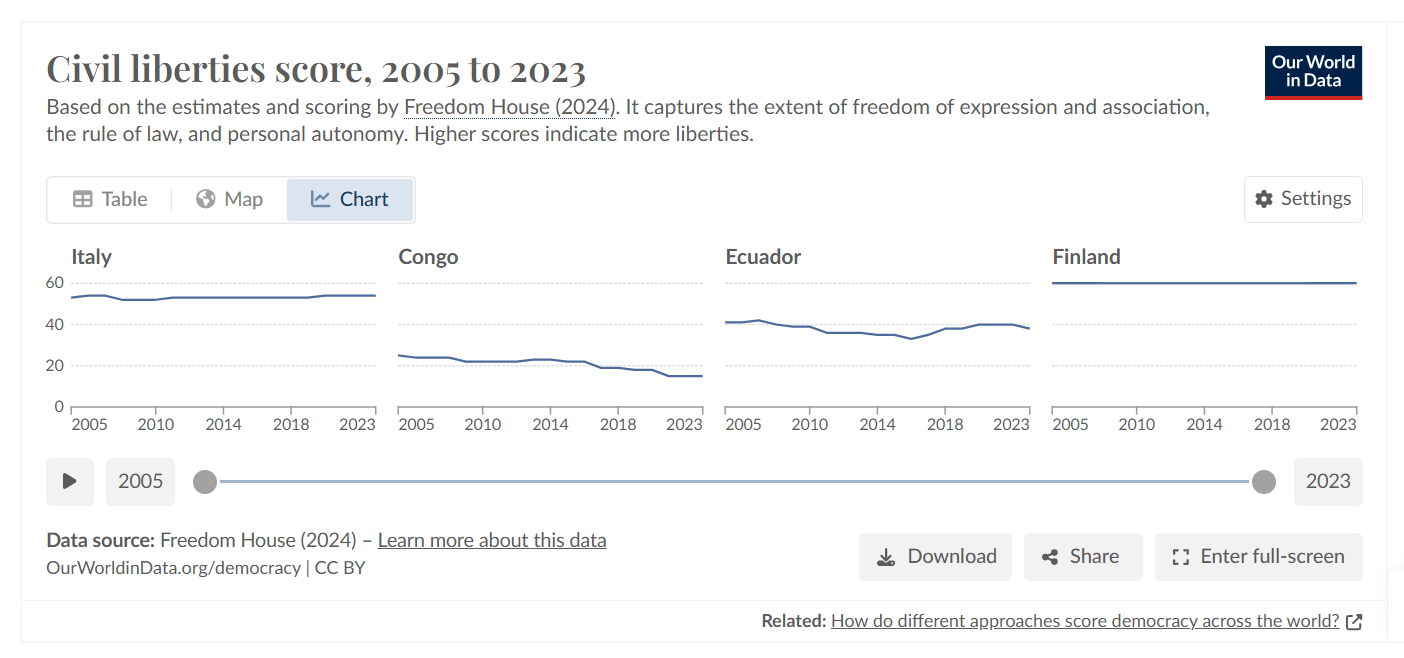 Civil liberties score, 2005 to 2023
Our World
in Data
Based on the estimates and scoring by Freedom House (2024). It captures the extent of freedom of expression and association,
the rule of law, and personal autonomy. Higher scores indicate more liberties.
Table Map Chart Settings
Italy Congo Ecuador Finland
60
40
20
0
2005 2010 2014 2018 2023 2005 2010 2014 2018 2023 2005 2010 2014 2018 2023 2005 2010 2014 2018 2023
2005 2023
Data source: Freedom House (2024) – Learn more about this data
OurWorldinData.org/democracy | CC BY
Download Share Enter full-screen
Related: How do different approaches score democracy across the world?